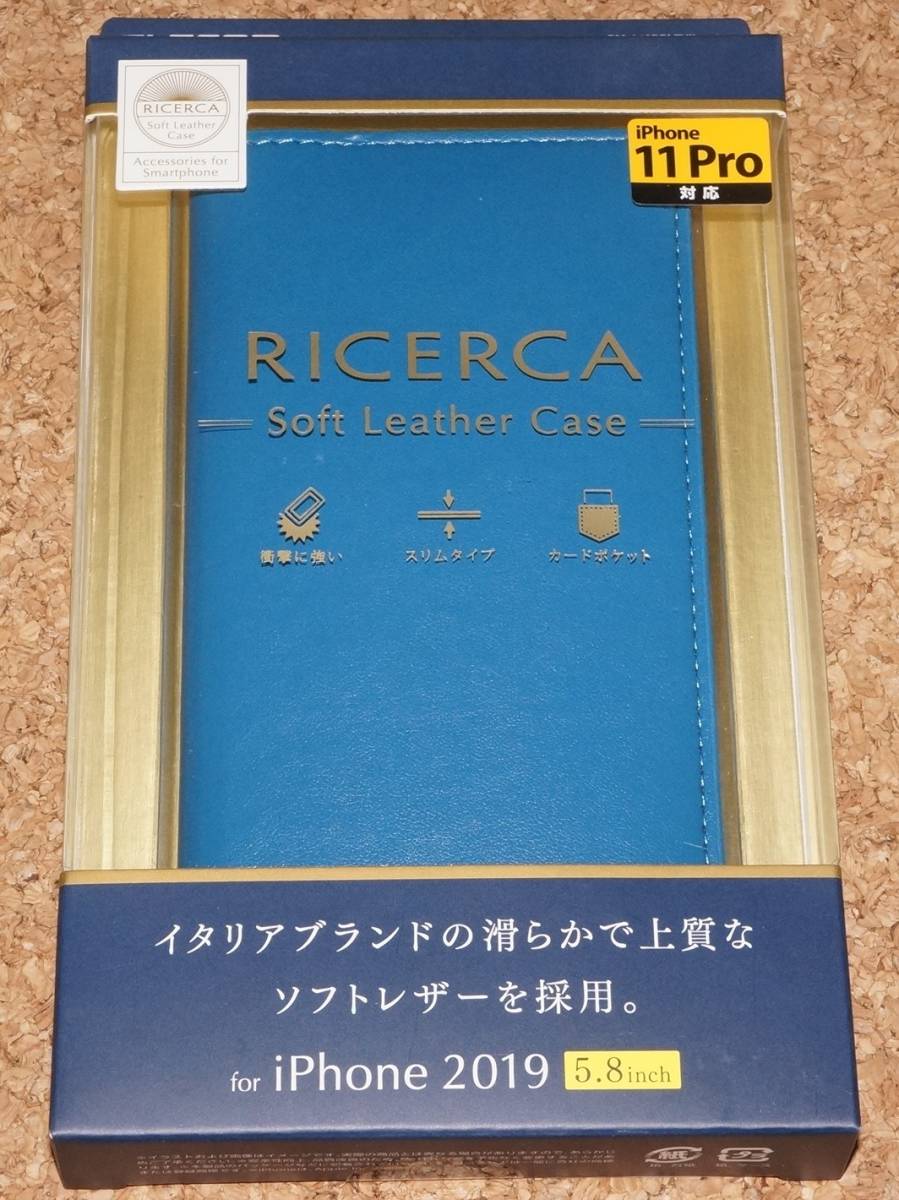 RICERCA
Soft Leather
Case
Accessories for
Smartphone
iPhone
11 Pro
対応
RICERCA
Soft Leather Case
衝撃に強い
スリムタイプ
カードポケット
イタリアブランドの滑らかで上質な
ソフトレザーを採用。
for iPhone 2019 5.8inch
紙